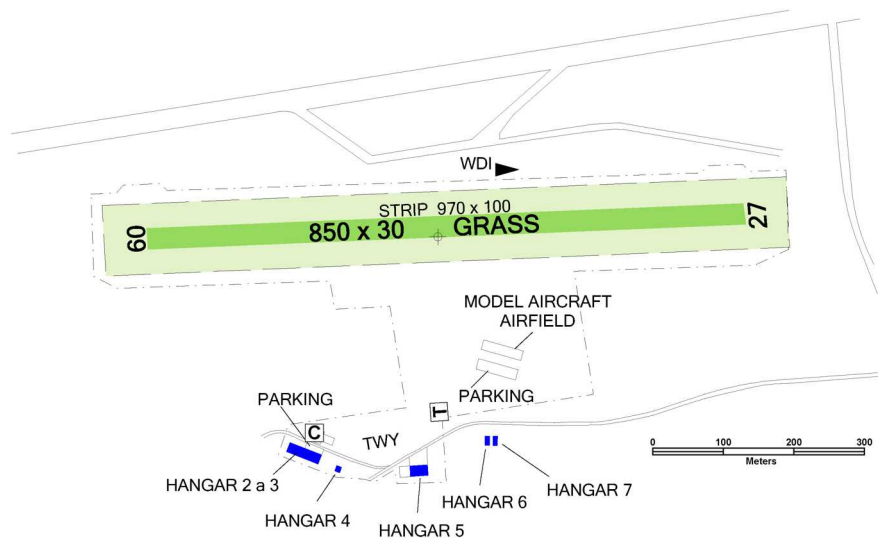 WDI
STRIP 970 x 100
09
850 x 30 GRASS
27
MODEL AIRCRAFT
AIRFIELD
PARKING
PARKING
T
C
TWY
HANGAR 2 a 3
HANGAR 4
HANGAR 5
HANGAR 6
HANGAR 7
0 100 200 300
Meters